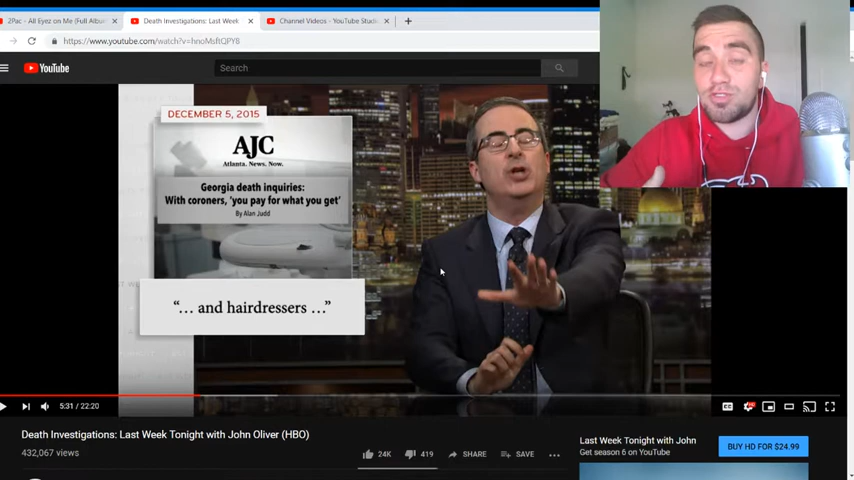 2Pac - All Eyez on Me (Full Albu
Death Investigations: Last Week
Channel Videos - YouTube Studi
https://www.youtube.com/watch?v=hnoMsftQPY8
YouTube
Search
DECEMBER 5, 2015
AJC
Atlanta. News. Now.
Georgia death inquiries:
With coroners, 'you pay for what you get'
By Alan Judd
"... and hairdressers ..."
5:31 / 22:20
CC
Death Investigations: Last Week Tonight with John Oliver (HBO)
432,067 views
24K
419
SHARE
SAVE
Last Week Tonight with John
Get season 6 on YouTube
BUY HD FOR $24.99